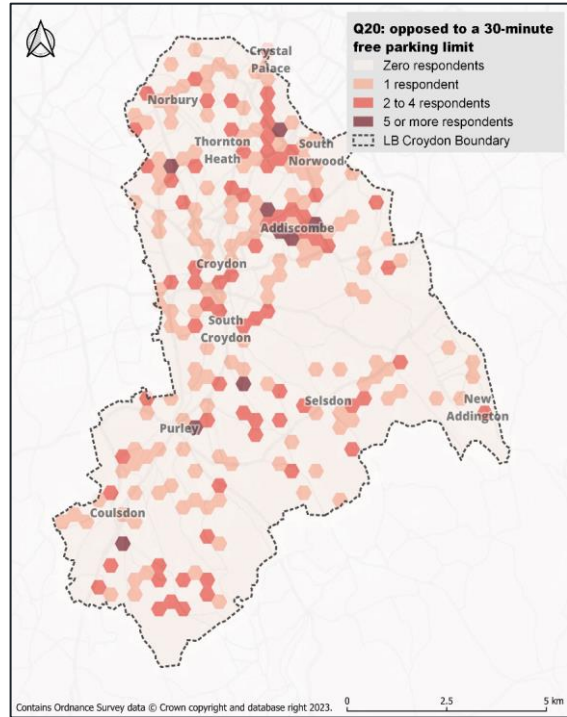 Q20: opposed to a 30-minute
free parking limit
Zero respondents
1 respondent
2 to 4 respondents
5 or more respondents
LB Croydon Boundary
Crystal
Palace
Norbury
Thornton
Heath
South
Norwood
Addiscombe
Croydon
South
Croydon
Selsdon
New
Addington
Purley
Coulsdon
Contains Ordnance Survey data © Crown copyright and database right 2023.
0 2.5 5 km